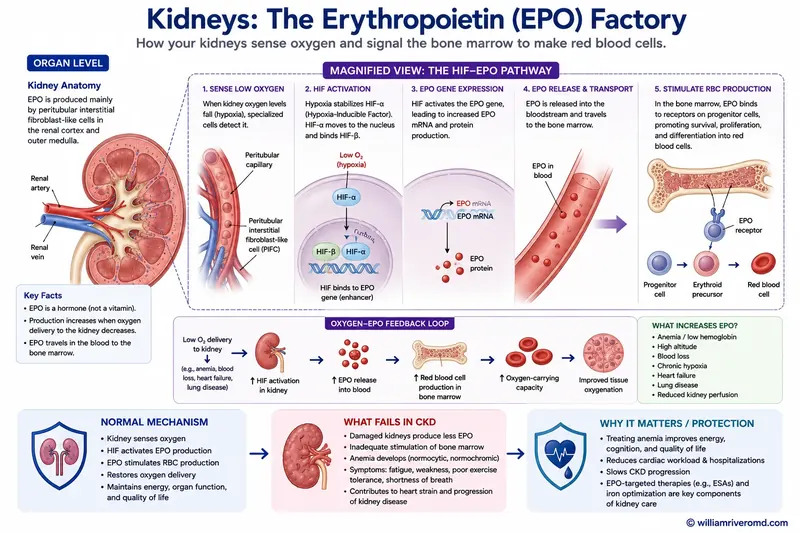 Kidneys: The Erythropoietin (EPO) Factory
How your kidneys sense oxygen and signal the bone marrow to make red blood cells.
ORGAN LEVEL
Kidney Anatomy
EPO is produced mainly
by peritubular interstitial
fibroblast-like cells in
the renal cortex and
outer medulla.
Renal
artery
Renal
vein
Key Facts
• EPO is a hormone (not a vitamin).
• Production increases when oxygen
delivery to the kidney decreases.
• EPO travels in the blood to the
bone marrow.
MAGNIFIED VIEW: THE HIF–EPO PATHWAY
1. SENSE LOW OXYGEN
When kidney oxygen levels
fall (hypoxia), specialized
cells detect it.
Peritubular
capillary
Peritubular
interstitial
fibroblast-like
cell (PIFC)
2. HIF ACTIVATION
Hypoxia stabilizes HIF-α
(Hypoxia-Inducible Factor).
HIF-α moves to the nucleus
and binds HIF-β.
Low O₂
(hypoxia)
HIF-α
HIF-β
HIF-α
HIF binds to EPO
gene (enhancer)
3. EPO GENE EXPRESSION
HIF activates the EPO gene,
leading to increased EPO
mRNA and protein
production.
EPO mRNA
EPO mRNA
EPO
protein
4. EPO RELEASE & TRANSPORT
EPO is released into the
bloodstream and travels
to the bone marrow.
EPO in
blood
5. STIMULATE RBC PRODUCTION
In the bone marrow, EPO binds
to receptors on progenitor cells,
promoting survival, proliferation,
and differentiation into red
blood cells.
EPO
receptor
Progenitor
cell
Erythroid
precursor
Red blood
cell
OXYGEN–EPO FEEDBACK LOOP
Low O₂ delivery
to kidney
(e.g., anemia, blood
loss, heart failure,
lung disease)
↑ HIF activation
in kidney
↑ EPO release
into blood
↑ Red blood cell
production in
bone marrow
↑ Oxygen-carrying
capacity
Improved tissue
oxygenation
WHAT INCREASES EPO?
• Anemia / low hemoglobin
• High altitude
• Blood loss
• Chronic hypoxia
• Heart failure
• Lung disease
• Reduced kidney perfusion
NORMAL MECHANISM
• Kidney senses oxygen
• HIF activates EPO production
• EPO stimulates RBC production
• Restores oxygen delivery
• Maintains energy, organ function,
and quality of life
WHAT FAILS IN CKD
• Damaged kidneys produce less EPO
• Inadequate stimulation of bone marrow
• Anemia develops (normocytic, normochromic)
• Symptoms: fatigue, weakness, poor exercise
tolerance, shortness of breath
• Contributes to heart strain and progression
of kidney disease
WHY IT MATTERS / PROTECTION
• Treating anemia improves energy,
cognition, and quality of life
• Reduces cardiac workload & hospitalizations
• Slows CKD progression
• EPO-targeted therapies (e.g., ESAs) and
iron optimization are key components
of kidney care
© williamriveromd.com